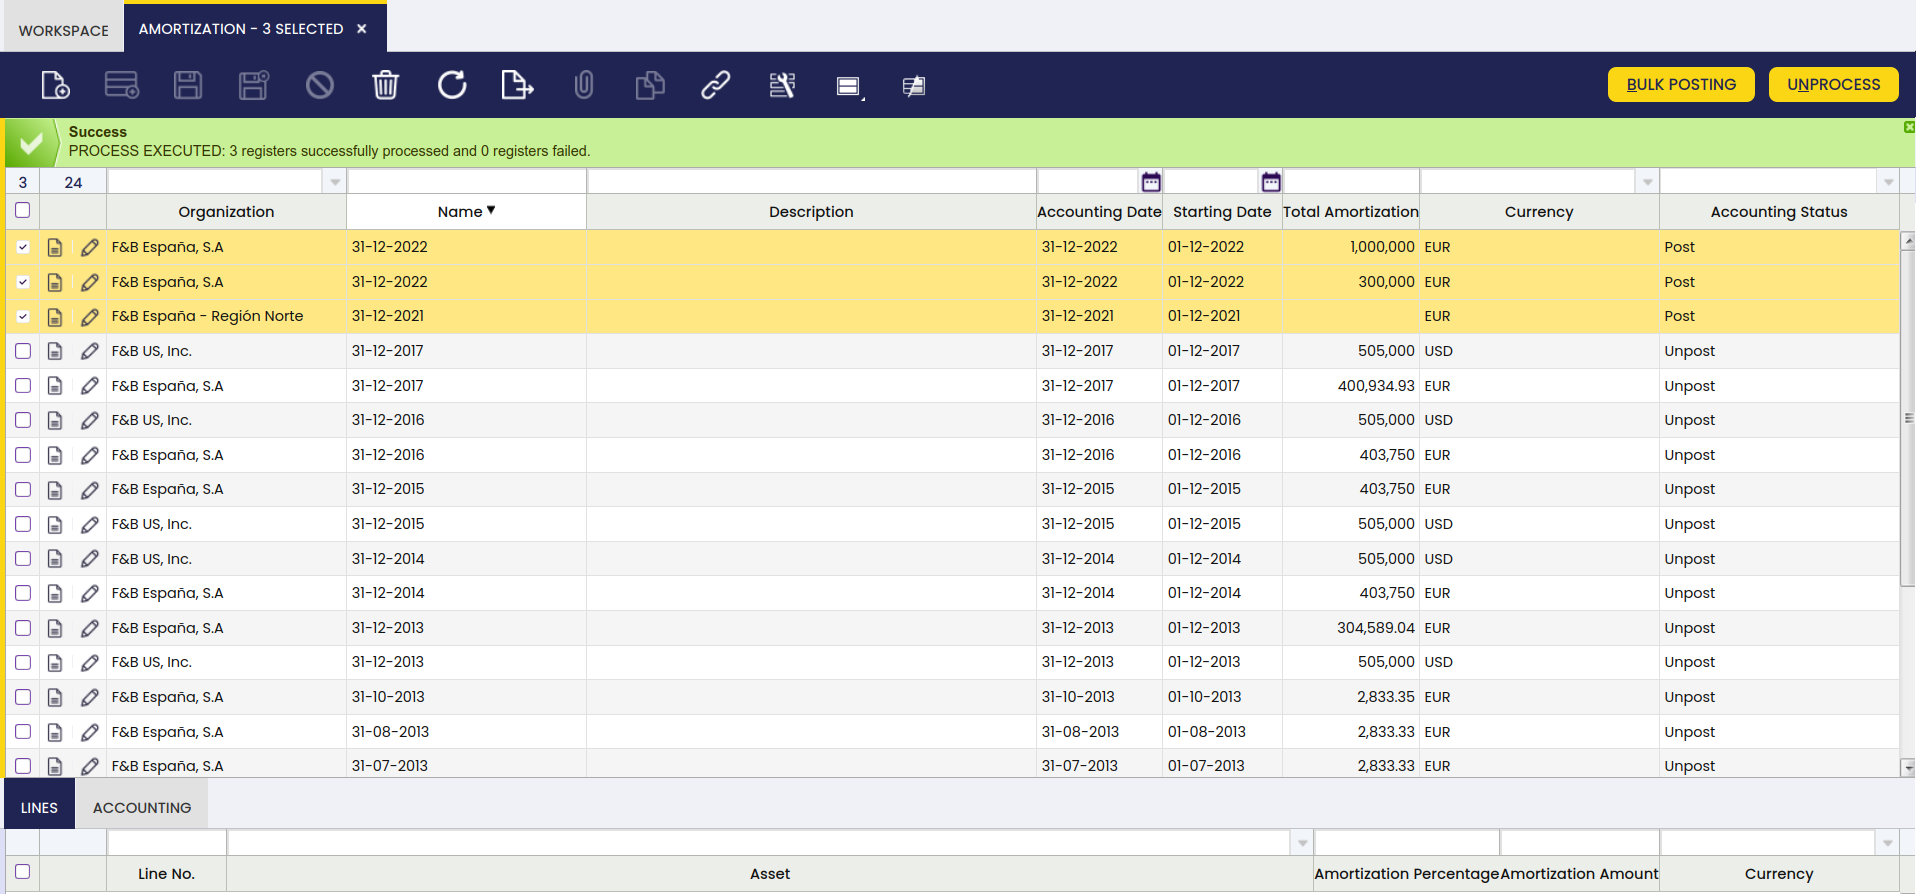 WORKSPACE
AMORTIZATION - 3 SELECTED ×
BULK POSTING UNPROCESS
Success
PROCESS EXECUTED: 3 registers successfully processed and 0 registers failed.
3 24
Organization Name Description Accounting Date Starting Date Total Amortization Currency Accounting Status
F&B España, S.A 31-12-2022 31-12-2022 01-12-2022 1,000,000 EUR Post
F&B España, S.A 31-12-2022 31-12-2022 01-12-2022 300,000 EUR Post
F&B España - Región Norte 31-12-2021 31-12-2021 01-12-2021 EUR Post
F&B US, Inc. 31-12-2017 31-12-2017 01-12-2017 505,000 USD Unpost
F&B España, S.A 31-12-2017 31-12-2017 01-12-2017 400,934.93 EUR Unpost
F&B US, Inc. 31-12-2016 31-12-2016 01-12-2016 505,000 USD Unpost
F&B España, S.A 31-12-2016 31-12-2016 01-12-2016 403,750 EUR Unpost
F&B España, S.A 31-12-2015 31-12-2015 01-12-2015 403,750 EUR Unpost
F&B US, Inc. 31-12-2015 31-12-2015 01-12-2015 505,000 USD Unpost
F&B US, Inc. 31-12-2014 31-12-2014 01-12-2014 505,000 USD Unpost
F&B España, S.A 31-12-2014 31-12-2014 01-12-2014 403,750 EUR Unpost
F&B España, S.A 31-12-2013 31-12-2013 01-12-2013 304,589.04 EUR Unpost
F&B US, Inc. 31-12-2013 31-12-2013 01-12-2013 505,000 USD Unpost
F&B España, S.A 31-10-2013 31-10-2013 01-10-2013 2,833.35 EUR Unpost
F&B España, S.A 31-08-2013 31-08-2013 01-08-2013 2,833.33 EUR Unpost
F&B España, S.A 31-07-2013 31-07-2013 01-07-2013 2,833.33 EUR Unpost
LINES ACCOUNTING
Line No. Asset Amortization Percentage Amortization Amount Currency